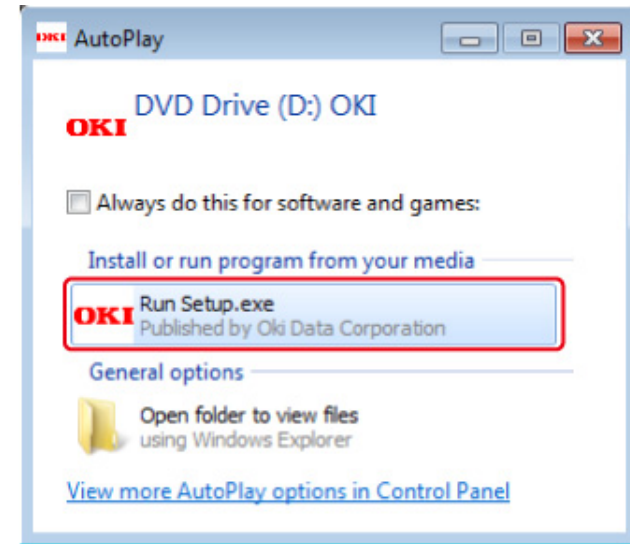 OKI AutoPlay
DVD Drive (D:) OKI
OKI
Always do this for software and games:
Install or run program from your media
OKI
Run Setup.exe
Published by Oki Data Corporation
General options
Open folder to view files
using Windows Explorer
View more AutoPlay options in Control Panel